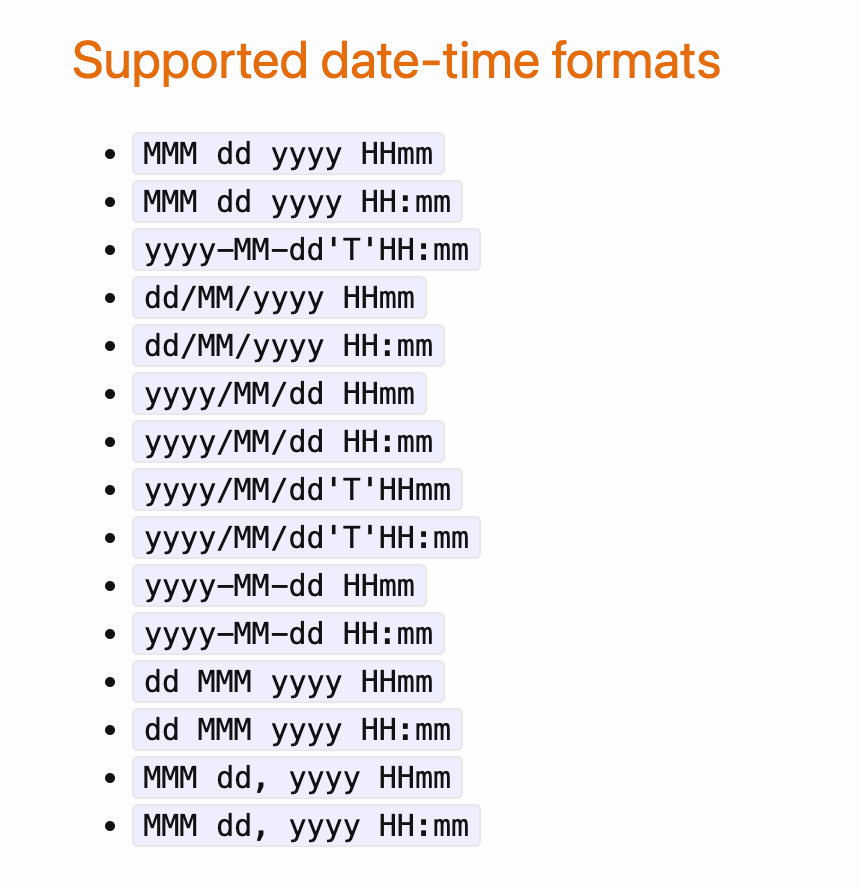 Supported date-time formats
MMM dd yyyy HHmm
MMM dd yyyy HH:mm
yyyy-MM-dd'T'HH:mm
dd/MM/yyyy HHmm
dd/MM/yyyy HH:mm
yyyy/MM/dd HHmm
yyyy/MM/dd HH:mm
yyyy/MM/dd'T'HHmm
yyyy/MM/dd'T'HH:mm
yyyy-MM-dd HHmm
yyyy-MM-dd HH:mm
dd MMM yyyy HHmm
dd MMM yyyy HH:mm
MMM dd, yyyy HHmm
MMM dd, yyyy HH:mm